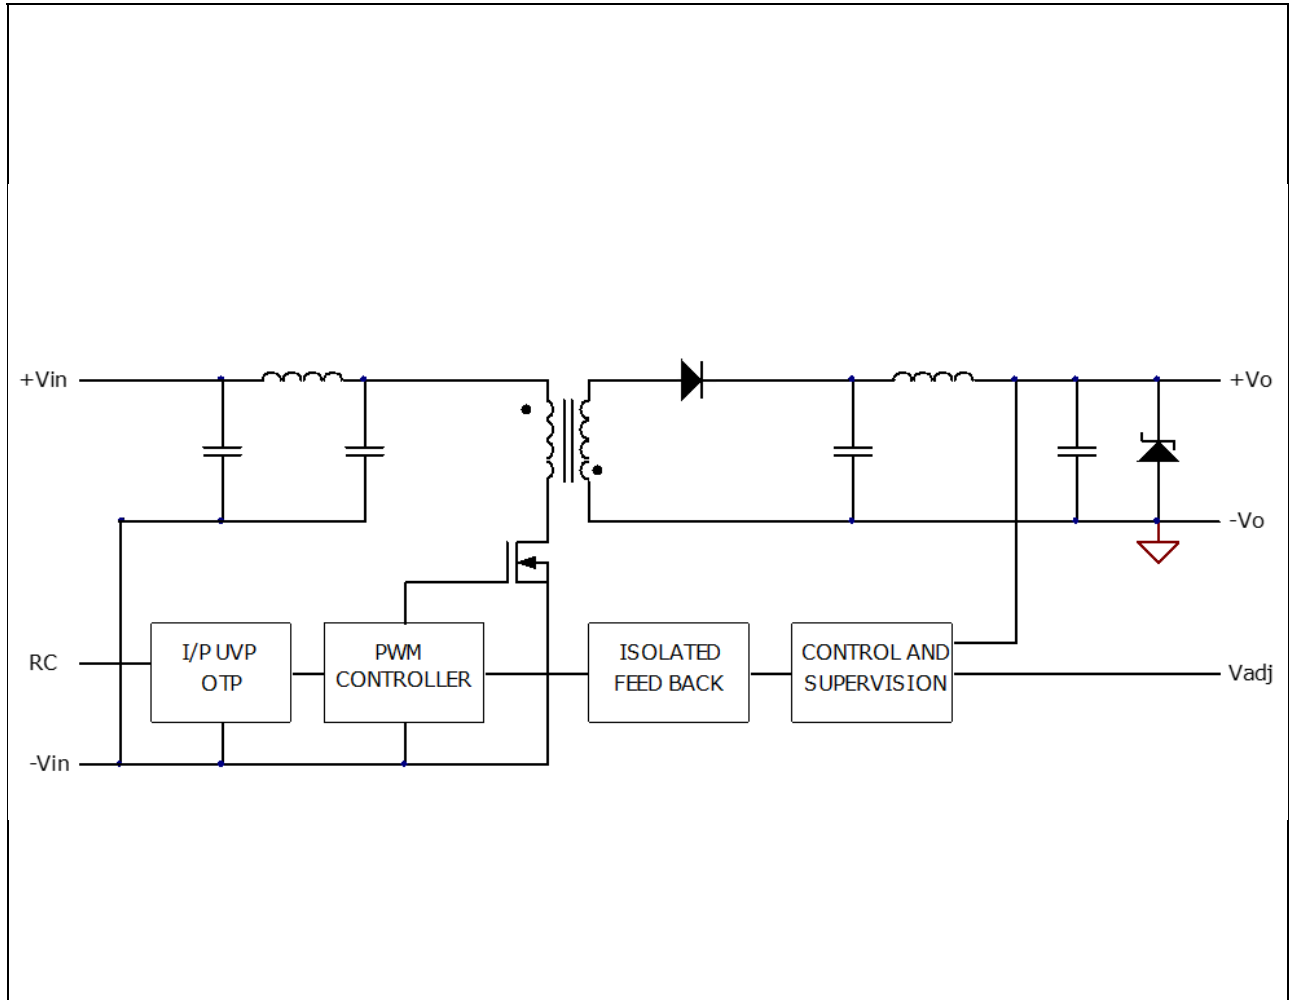 +Vin
+Vo
-Vo
RC
I/P UVP
OTP
PWM
CONTROLLER
ISOLATED
FEED BACK
CONTROL AND
SUPERVISION
Vadj
-Vin